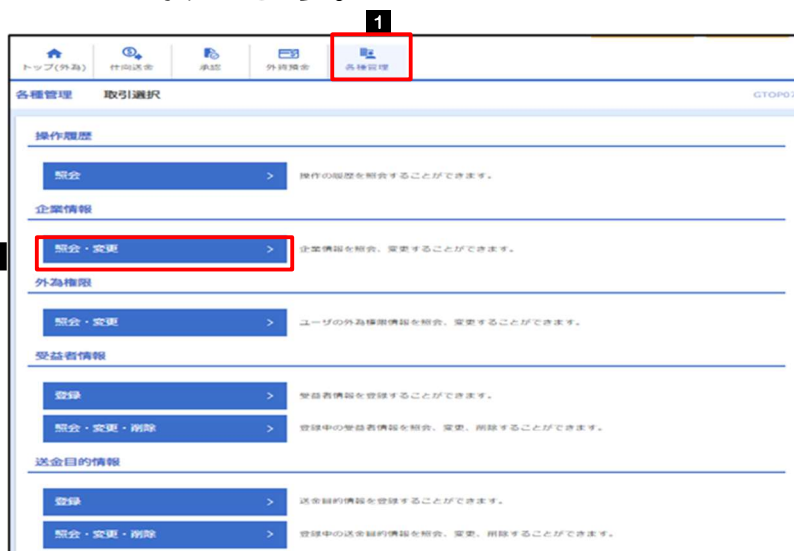 1
トップ(外為) 仕向送金 承認 外貨預金 各種管理
各種管理 取引選択 GTOP07
操作履歴
照会 > 操作の履歴を照会することができます。
企業情報
照会・変更 > 企業情報を照会、変更することができます。
外為権限
照会・変更 > ユーザの外為権限情報を照会、変更することができます。
受益者情報
登録 > 受益者情報を登録することができます。
照会・変更・削除 > 登録中の受益者情報を照会、変更、削除することができます。
送金目的情報
登録 > 送金目的情報を登録することができます。
照会・変更・削除 > 登録中の送金目的情報を照会、変更、削除することができます。